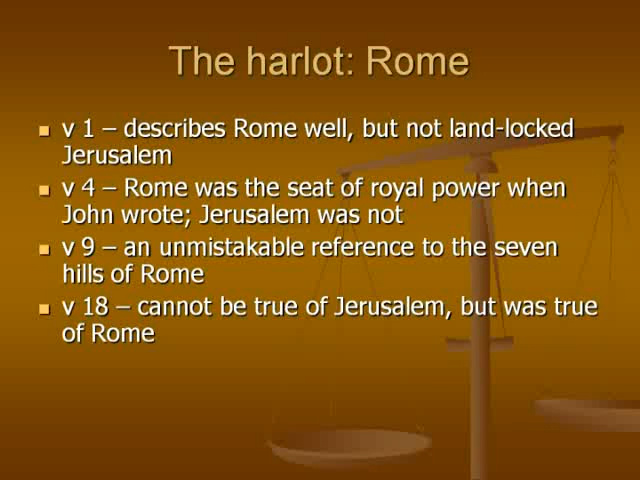 The harlot: Rome
v 1 – describes Rome well, but not land-locked
Jerusalem
v 4 – Rome was the seat of royal power when
John wrote; Jerusalem was not
v 9 – an unmistakable reference to the seven
hills of Rome
v 18 – cannot be true of Jerusalem, but was true
of Rome